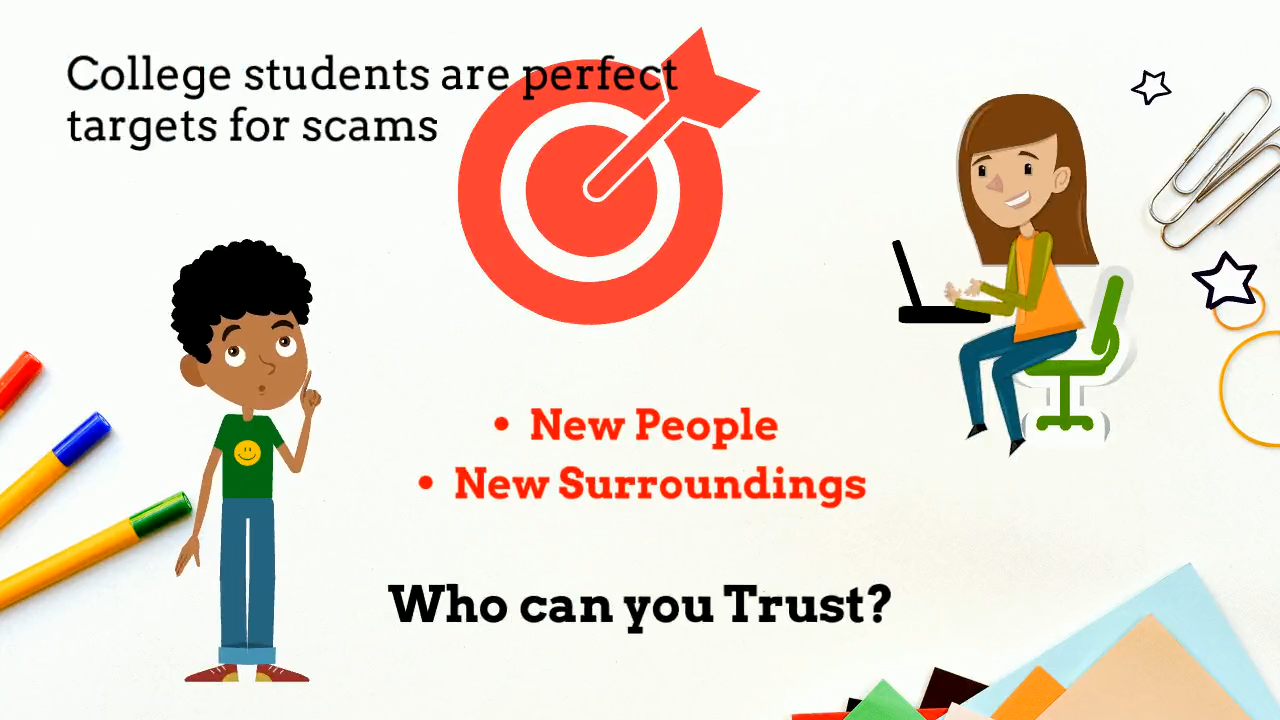 College students are perfect
targets for scams
• New People
• New Surroundings
Who can you Trust?